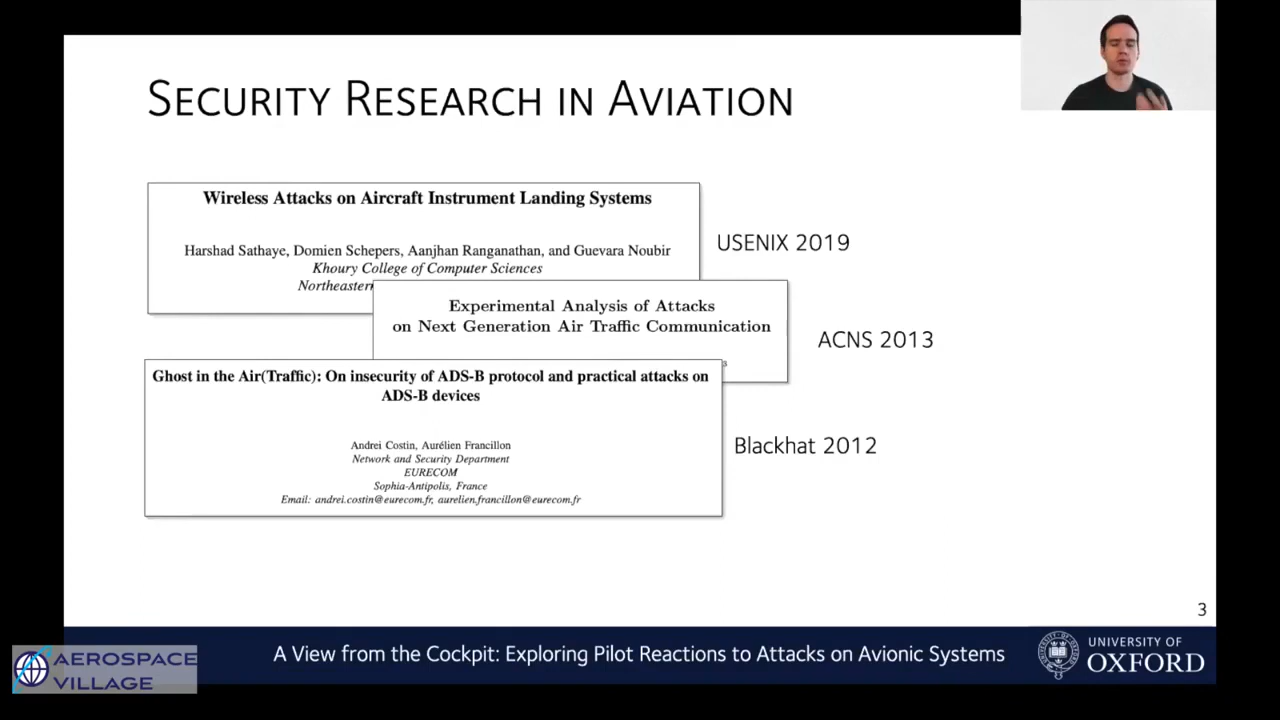 SECURITY RESEARCH IN AVIATION
Wireless Attacks on Aircraft Instrument Landing Systems
Harshad Sathaye, Domien Schepers, Aanjhan Ranganathan, and Guevara Noubir
Khoury College of Computer Sciences
Northeastern
USENIX 2019
Experimental Analysis of Attacks
on Next Generation Air Traffic Communication
ACNS 2013
Ghost in the Air(Traffic): On insecurity of ADS-B protocol and practical attacks on
ADS-B devices
Andrei Costin, Aurélien Francillon
Network and Security Department
EURECOM
Sophia-Antipolis, France
Email: andrei.costin@eurecom.fr, aurelien.francillon@eurecom.fr
Blackhat 2012
3
AEROSPACE
VILLAGE
A View from the Cockpit: Exploring Pilot Reactions to Attacks on Avionic Systems
UNIVERSITY OF
OXFORD